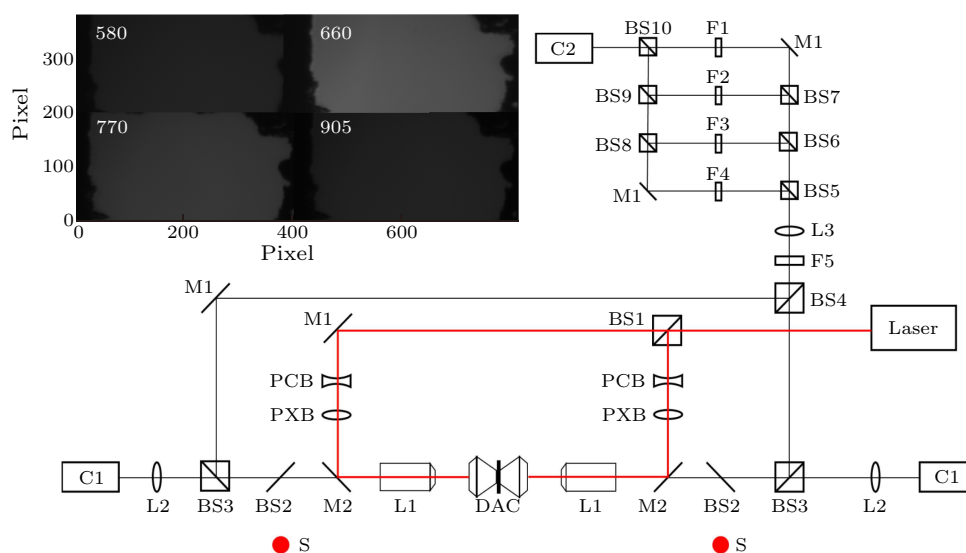 580
660
770
905
Pixel
300
200
100
0
0
200
400
600
Pixel
C2
BS10
F1
M1
BS9
F2
BS7
BS8
F3
BS6
M1
F4
BS5
L3
F5
M1
BS4
M1
BS1
Laser
PCB
PCB
PXB
PXB
C1
L2
BS3
BS2
M2
L1
DAC
L1
M2
BS2
BS3
L2
C1
S
S